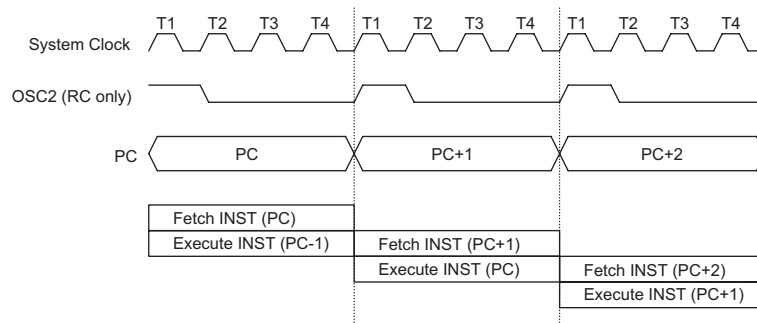 T1 T2 T3 T4 T1 T2 T3 T4 T1 T2 T3 T4
System Clock
OSC2 (RC only)
PC PC PC+1 PC+2
Fetch INST (PC)
Execute INST (PC-1) Fetch INST (PC+1)
Execute INST (PC) Fetch INST (PC+2)
Execute INST (PC+1)